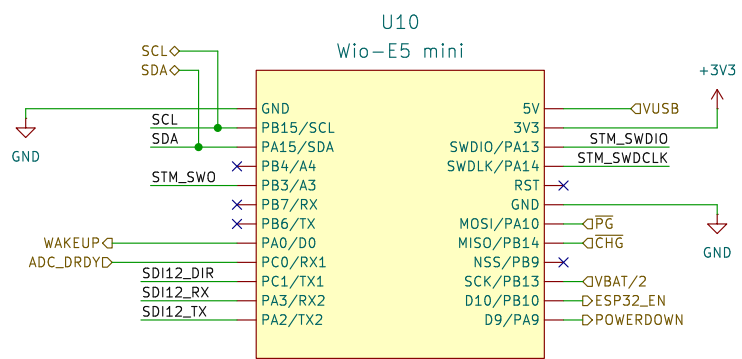 U10
Wio-E5 mini
SCL
SDA
+3V3
GND 5V VUSB
SCL PB15/SCL 3V3
SDA PA15/SDA SWDIO/PA13 STM_SWDIO
GND PB4/A4 SWDLK/PA14 STM_SWDCLK
STM_SWO PB3/A3 RST
PB7/RX GND
PB6/TX MOSI/PA10 PG
WAKEUP PA0/D0 MISO/PB14 CHG
GND
ADC_DRDY PC0/RX1 NSS/PB9
SDI12_DIR PC1/TX1 SCK/PB13 VBAT/2
SDI12_RX PA3/RX2 D10/PB10 ESP32_EN
SDI12_TX PA2/TX2 D9/PA9 POWERDOWN